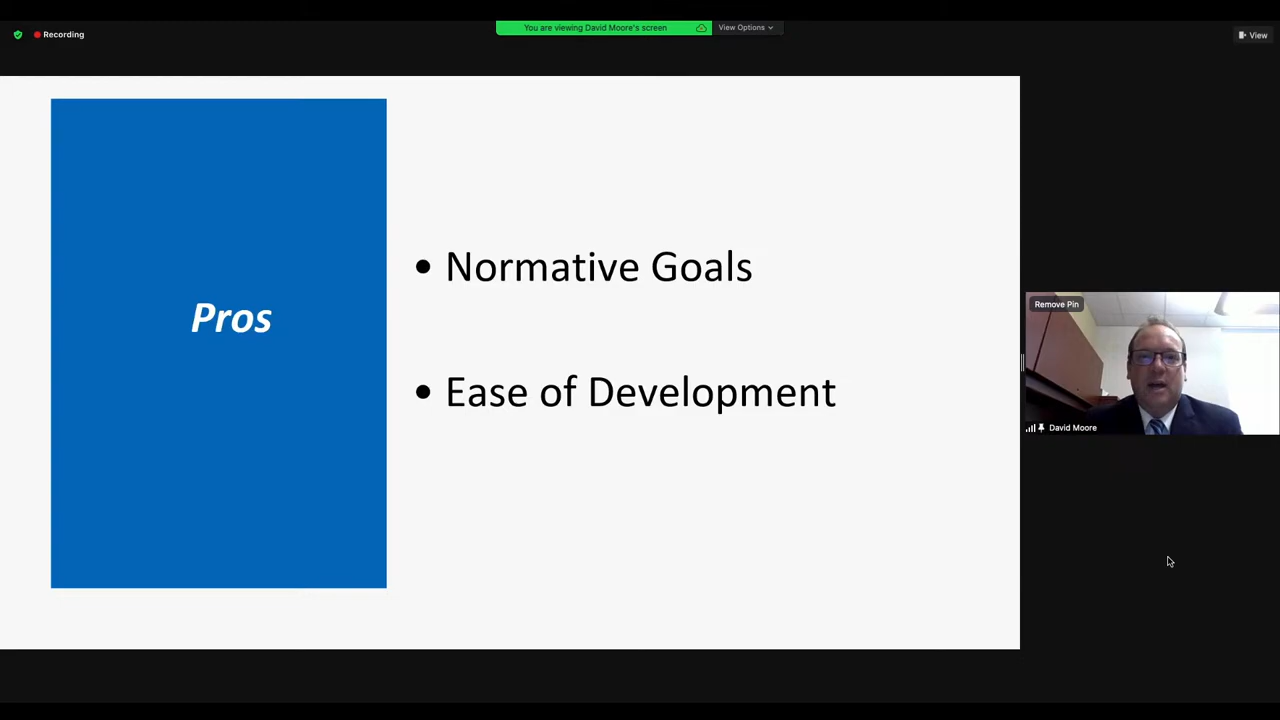 You are viewing David Moore's screen
View Options
Recording
View
Pros
• Normative Goals
• Ease of Development
Remove Pin
David Moore